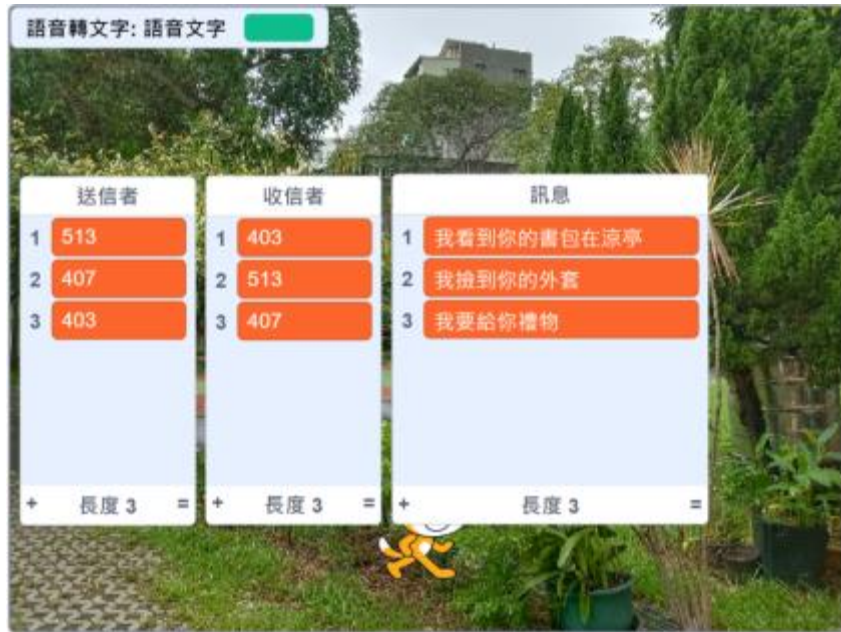 語音轉文字: 語音文字
送信者
1 513
2 407
3 403
+ 長度 3 =
收信者
1 403
2 513
3 407
+ 長度 3 =
訊息
1 我看到你的書包在涼亭
2 我撿到你的外套
3 我要給你禮物
+ 長度 3 =